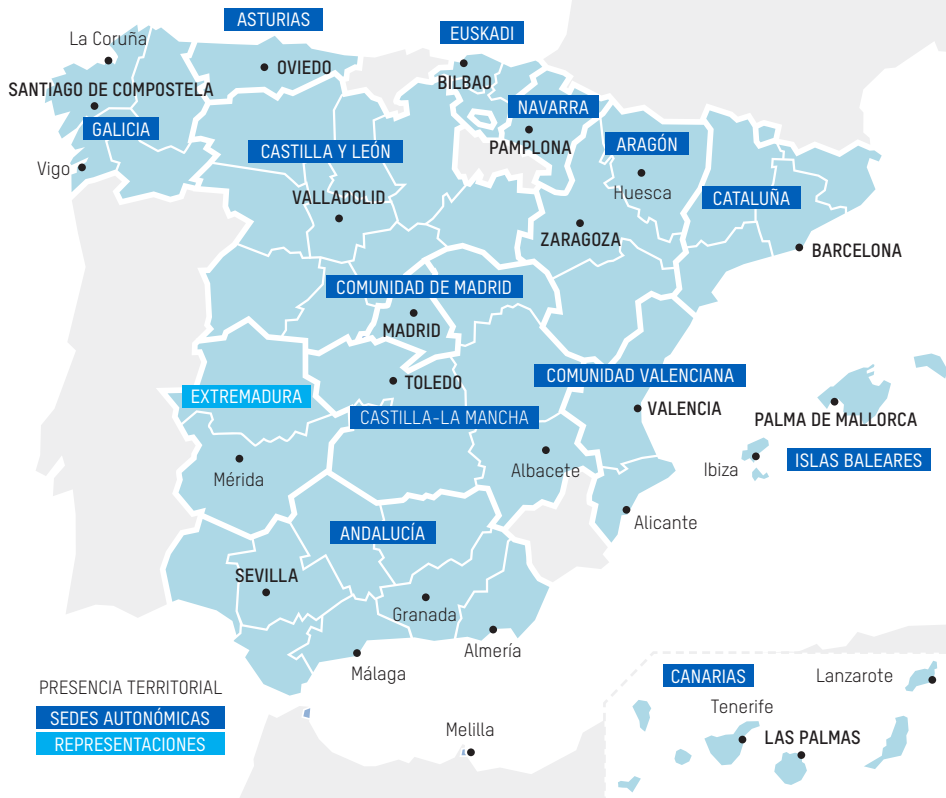 ASTURIAS
La Coruña
EUSKADI
OVIEDO
SANTIAGO DE COMPOSTELA
BILBAO
NAVARRA
GALICIA
PAMPLONA
ARAGÓN
CASTILLA Y LEÓN
Vigo
Huesca
VALLADOLID
CATALUÑA
ZARAGOZA
BARCELONA
COMUNIDAD DE MADRID
MADRID
COMUNIDAD VALENCIANA
TOLEDO
EXTREMADURA
VALENCIA
CASTILLA-LA MANCHA
PALMA DE MALLORCA
ISLAS BALEARES
Ibiza
Albacete
Mérida
Alicante
ANDALUCÍA
SEVILLA
Granada
Almería
Málaga
CANARIAS
Lanzarote
PRESENCIA TERRITORIAL
Tenerife
SEDES AUTONÓMICAS
Melilla
LAS PALMAS
REPRESENTACIONES